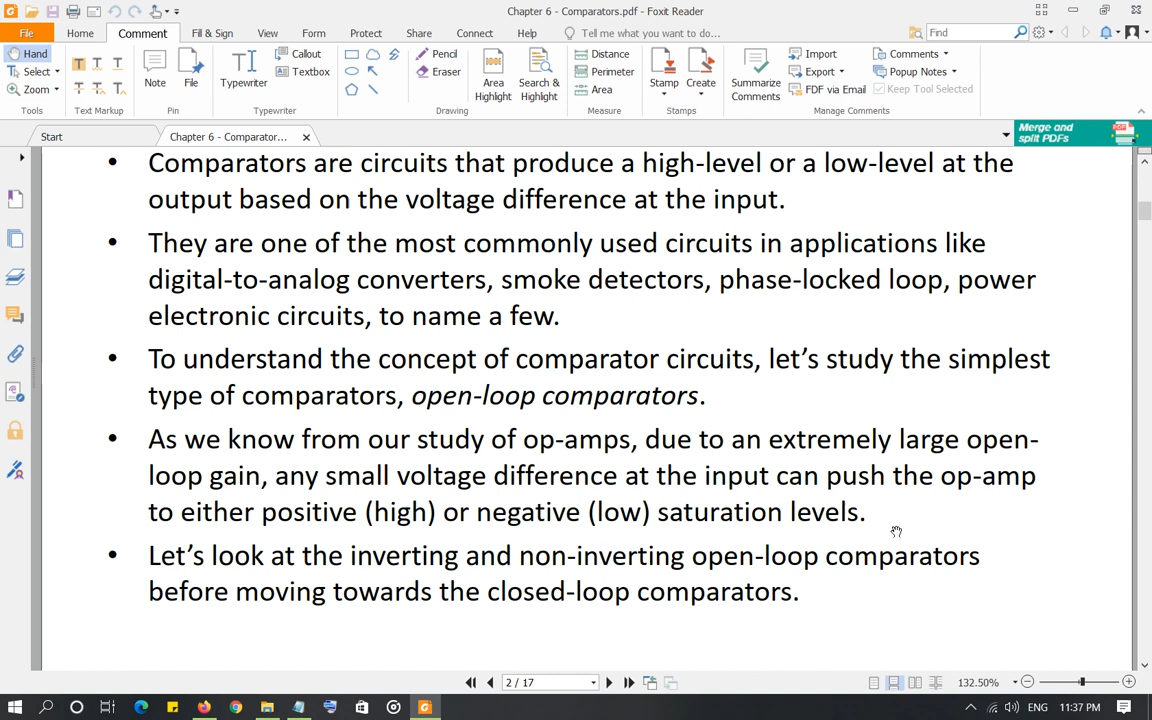 Chapter 6 - Comparators.pdf - Foxit Reader
File Home Comment Fill & Sign View Form Protect Share Connect Help Tell me what you want to do... Find
Hand Select Zoom Tools
Text Markup
Note File Pin
Typewriter Callout Textbox Typewriter
Pencil Eraser Area Highlight Search & Highlight Drawing
Distance Perimeter Area Measure
Stamp Create Stamps
Summarize Comments Import Export FDF via Email Comments Popup Notes Keep Tool Selected Manage Comments
Start Chapter 6 - Comparator... Merge and split PDFs PDF
• Comparators are circuits that produce a high-level or a low-level at the
output based on the voltage difference at the input.
• They are one of the most commonly used circuits in applications like
digital-to-analog converters, smoke detectors, phase-locked loop, power
electronic circuits, to name a few.
• To understand the concept of comparator circuits, let's study the simplest
type of comparators, open-loop comparators.
• As we know from our study of op-amps, due to an extremely large open-
loop gain, any small voltage difference at the input can push the op-amp
to either positive (high) or negative (low) saturation levels.
• Let's look at the inverting and non-inverting open-loop comparators
before moving towards the closed-loop comparators.
2 / 17 132.50%
ENG 11:37 PM